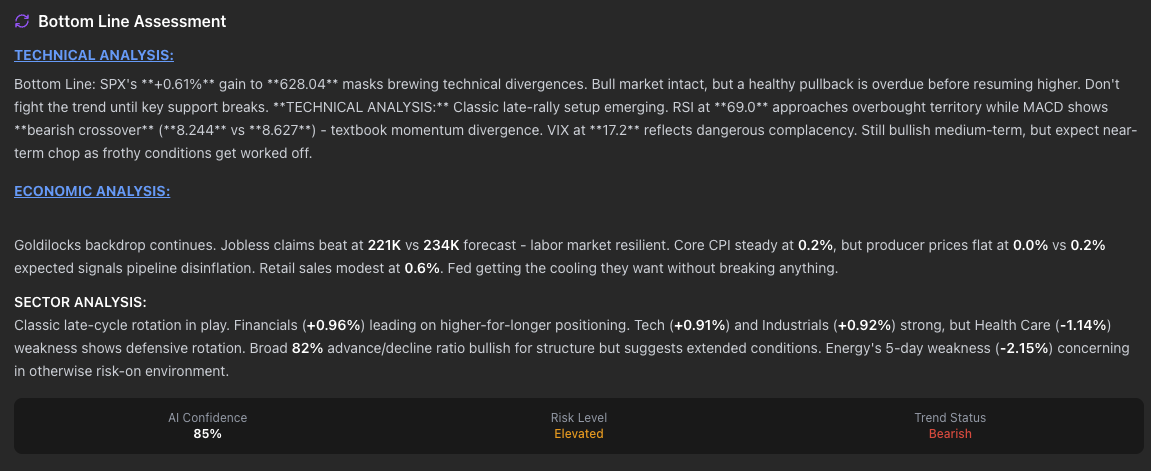 Bottom Line Assessment
TECHNICAL ANALYSIS:
Bottom Line: SPX's **+0.61%** gain to **628.04** masks brewing technical divergences. Bull market intact, but a healthy pullback is overdue before resuming higher. Don't
fight the trend until key support breaks. **TECHNICAL ANALYSIS:** Classic late-rally setup emerging. RSI at **69.0** approaches overbought territory while MACD shows
**bearish crossover** (**8.244** vs **8.627**) - textbook momentum divergence. VIX at **17.2** reflects dangerous complacency. Still bullish medium-term, but expect near-
term chop as frothy conditions get worked off.
ECONOMIC ANALYSIS:
Goldilocks backdrop continues. Jobless claims beat at 221K vs 234K forecast - labor market resilient. Core CPI steady at 0.2%, but producer prices flat at 0.0% vs 0.2%
expected signals pipeline disinflation. Retail sales modest at 0.6%. Fed getting the cooling they want without breaking anything.
SECTOR ANALYSIS:
Classic late-cycle rotation in play. Financials (+0.96%) leading on higher-for-longer positioning. Tech (+0.91%) and Industrials (+0.92%) strong, but Health Care (-1.14%)
weakness shows defensive rotation. Broad 82% advance/decline ratio bullish for structure but suggests extended conditions. Energy's 5-day weakness (-2.15%) concerning
in otherwise risk-on environment.
AI Confidence Risk Level Trend Status
85% Elevated Bearish